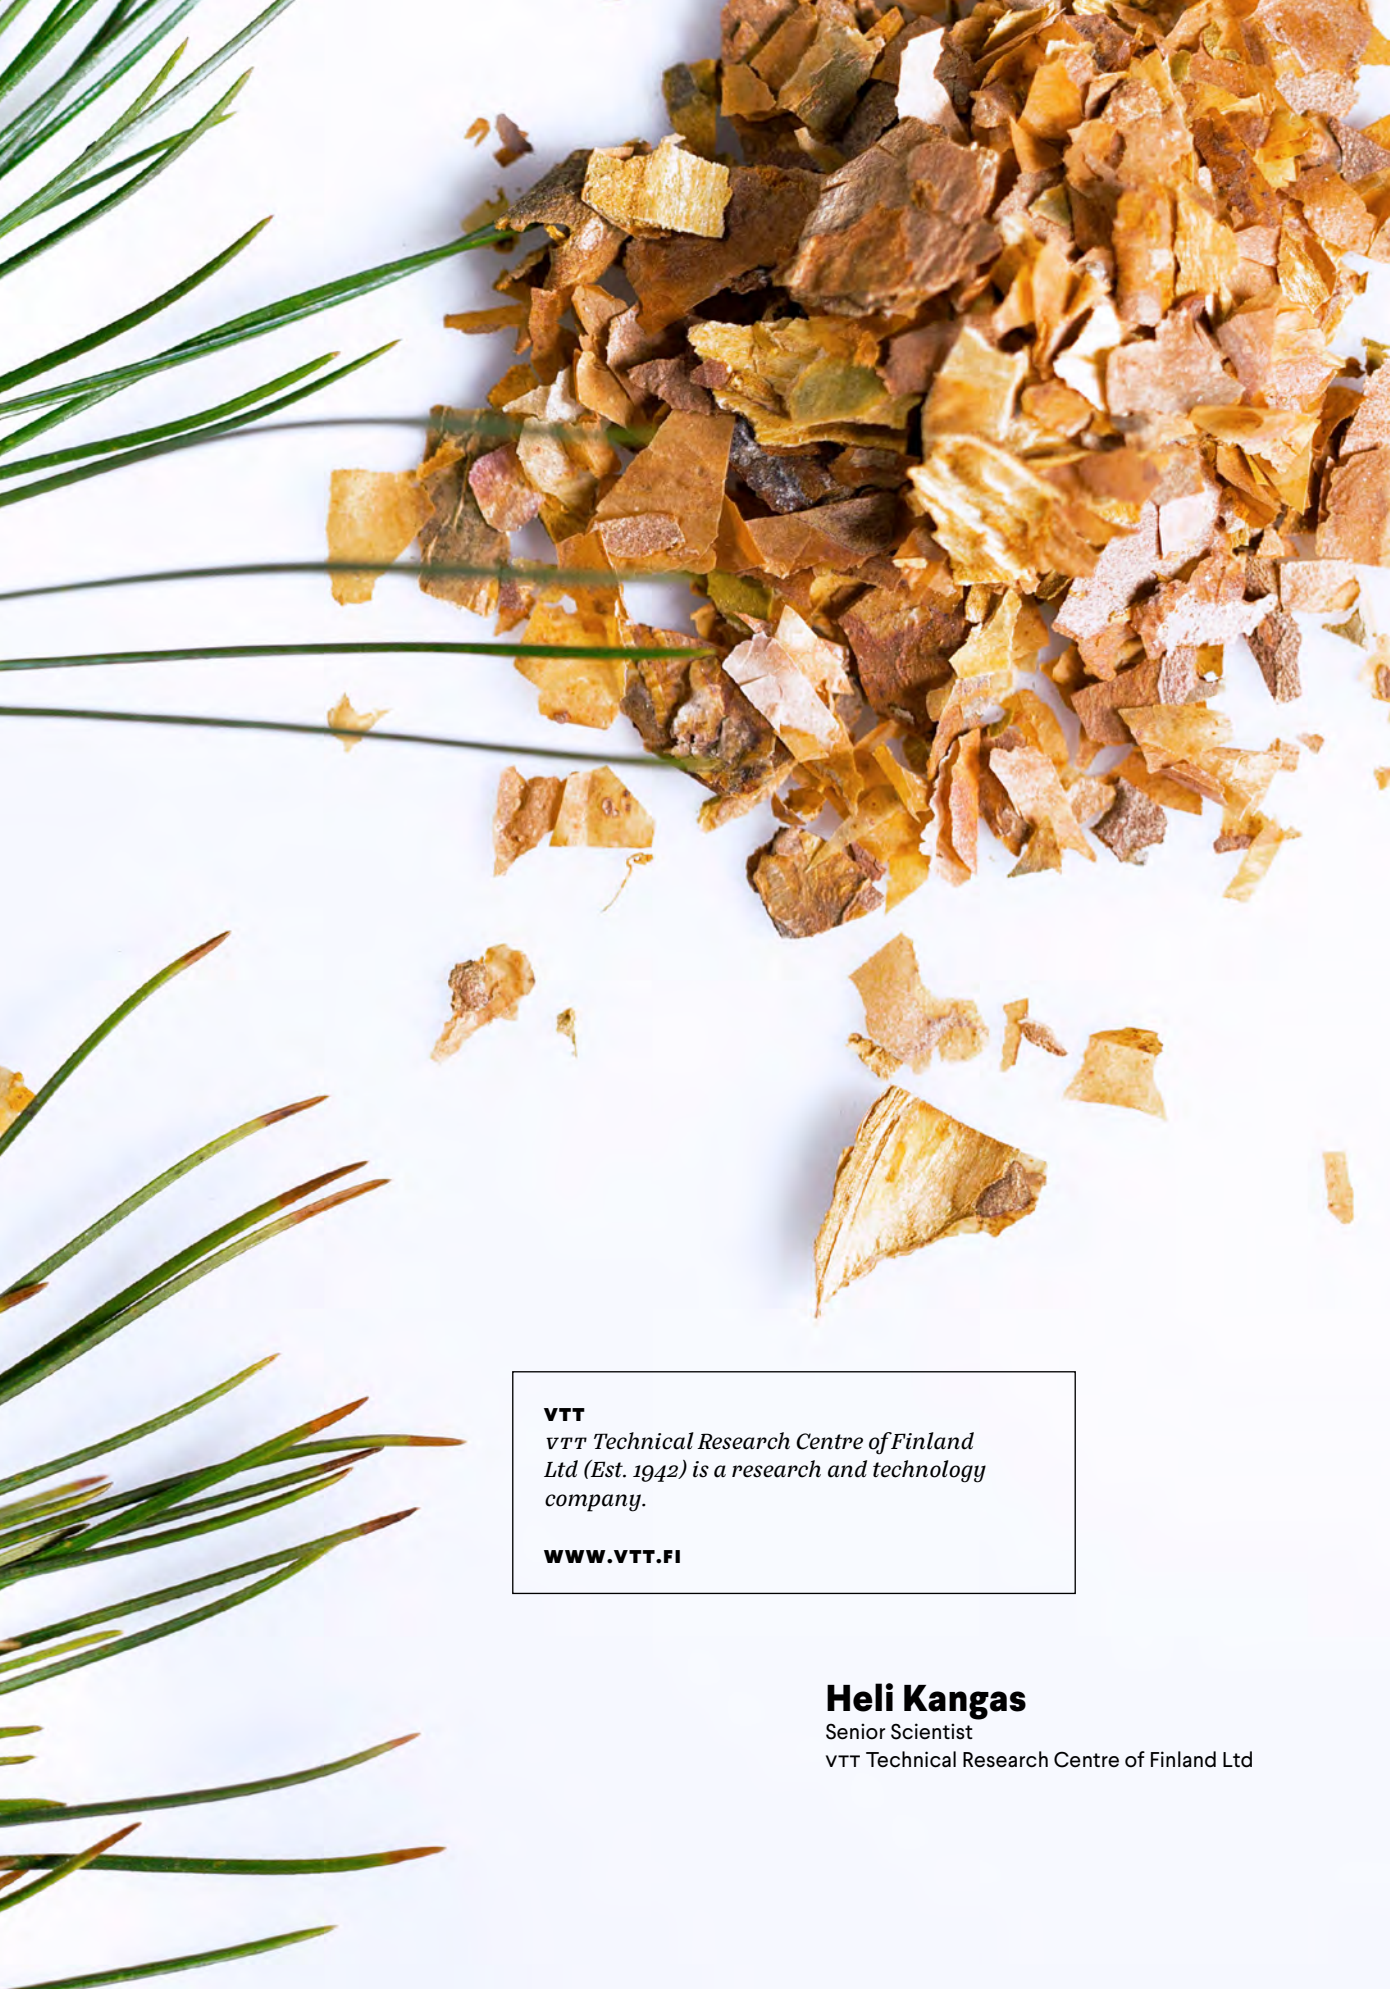 VTT
VTT Technical Research Centre of Finland
Ltd (Est. 1942) is a research and technology
company.
WWW.VTT.FI
Heli Kangas
Senior Scientist
VTT Technical Research Centre of Finland Ltd